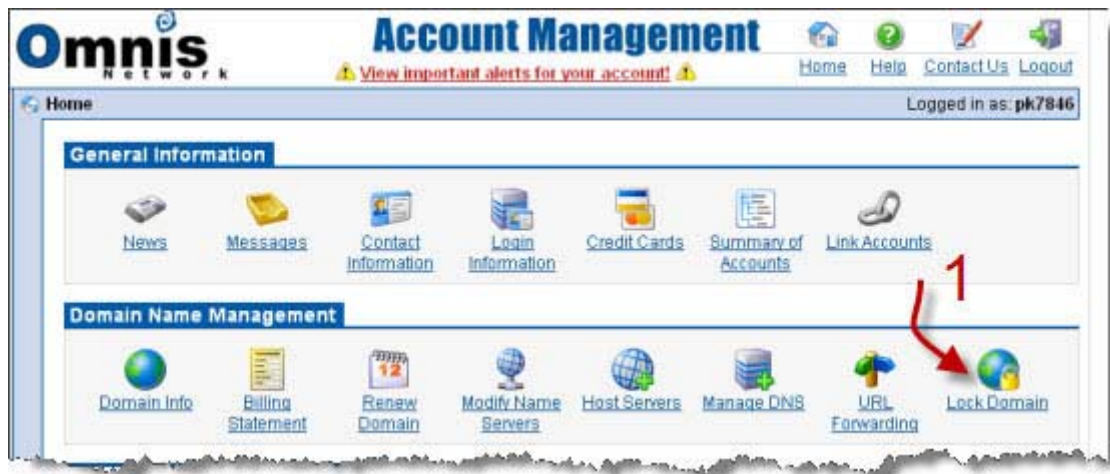 Omnis
Network
Account Management
View important alerts for your account!
Home
Help
Contact Us
Logout
Home
Logged in as: pk7846
General Information
News
Messages
Contact
Information
Login
Information
Credit Cards
Summary of
Accounts
Link Accounts
1
Domain Name Management
Domain Info
Billing
Statement
12
Renew
Domain
Modify Name
Servers
Host Servers
Manage DNS
URL
Forwarding
Lock Domain